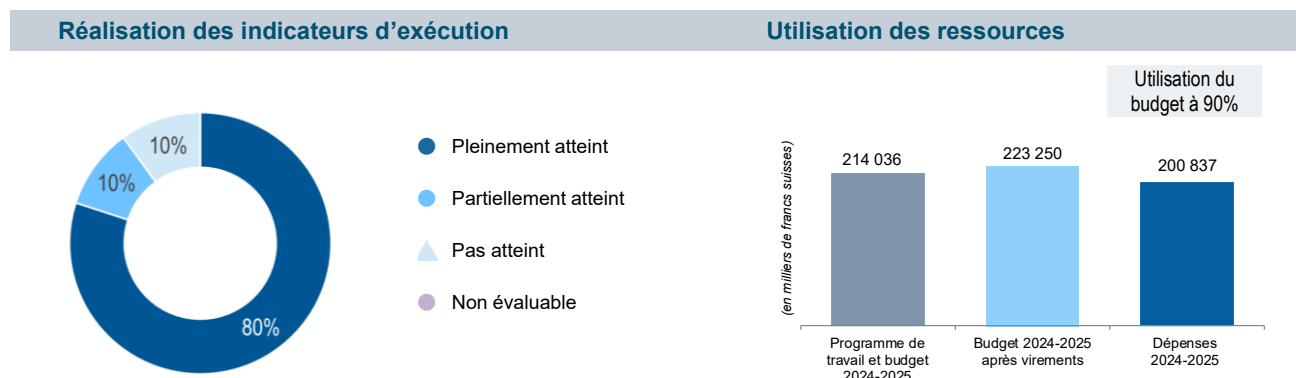 Réalisation des indicateurs d’exécution
Utilisation des ressources
10%
10%
80%
Pleinement atteint
Partiellement atteint
Pas atteint
Non évaluable
Utilisation du
budget à 90%
(en milliers de francs suisses)
214 036
223 250
200 837
Programme de
travail et budget
2024-2025
Budget 2024-2025
après virements
Dépenses
2024-2025